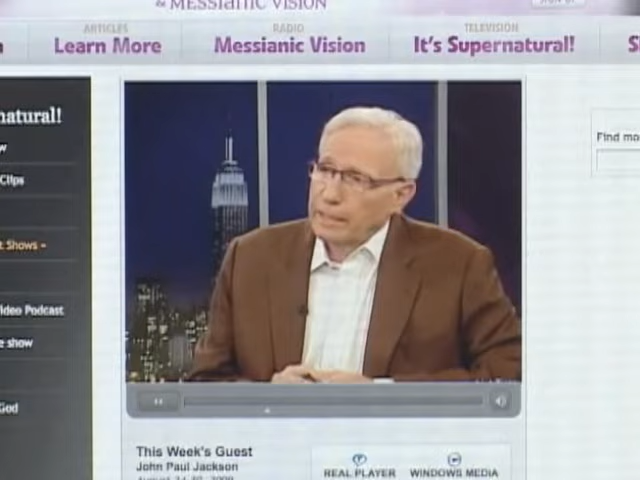 & MESSIANIC VISION
ARTICLES
Learn More
RADIO
Messianic Vision
TELEVISION
It's Supernatural!
natural!
Clips
t Shows
ideo Podcast
e show
God
Find mo
This Week's Guest
John Paul Jackson
REAL PLAYER
WINDOWS MEDIA